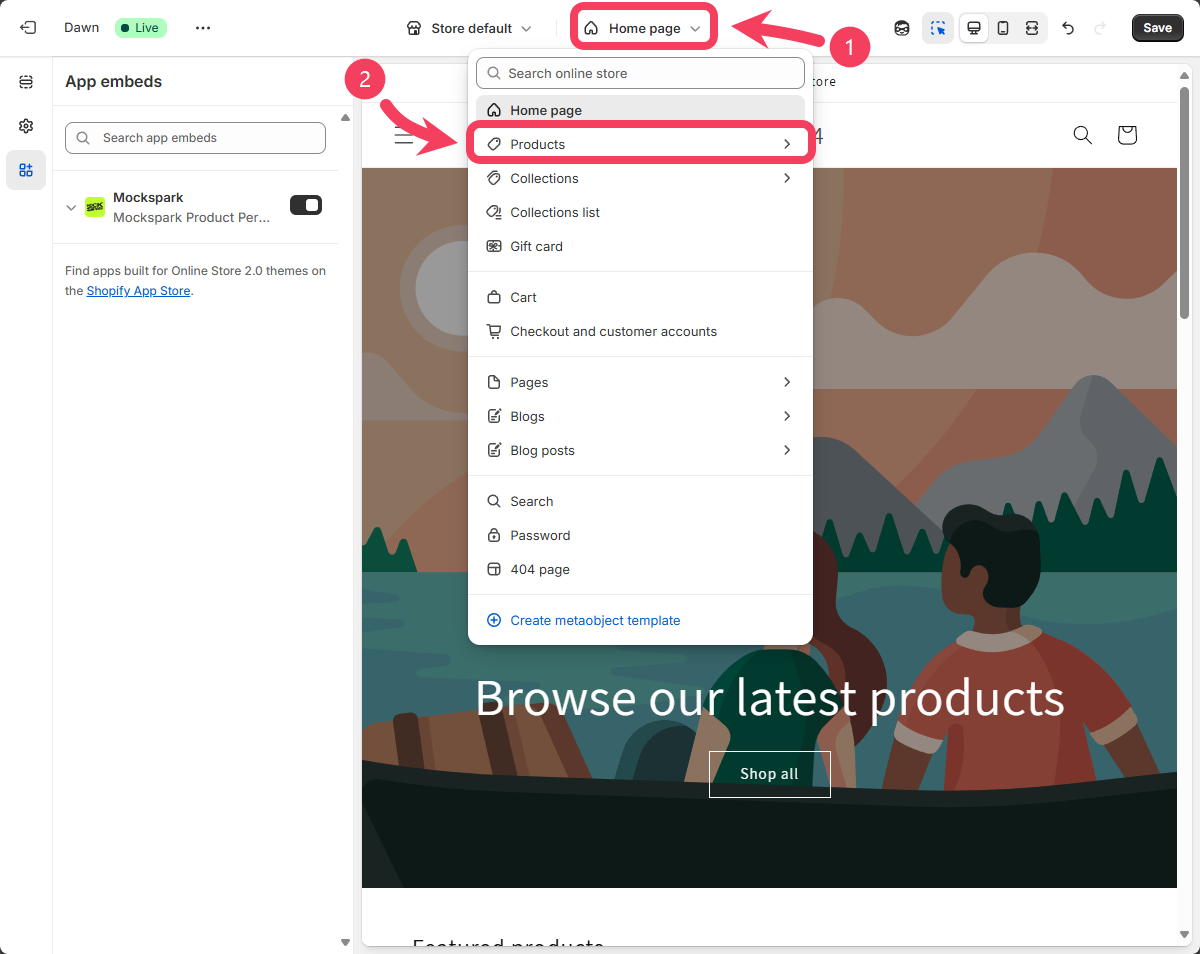 Dawn
Live
Store default
Home page
Save
1
2
App embeds
Search app embeds
Mockspark
Mockspark Product Per...
Find apps built for Online Store 2.0 themes on
the Shopify App Store.
Search online store
Home page
Products
Collections
Collections list
Gift card
Cart
Checkout and customer accounts
Pages
Blogs
Blog posts
Search
Password
404 page
Create metaobject template
Browse our latest products
Shop all
Featured products